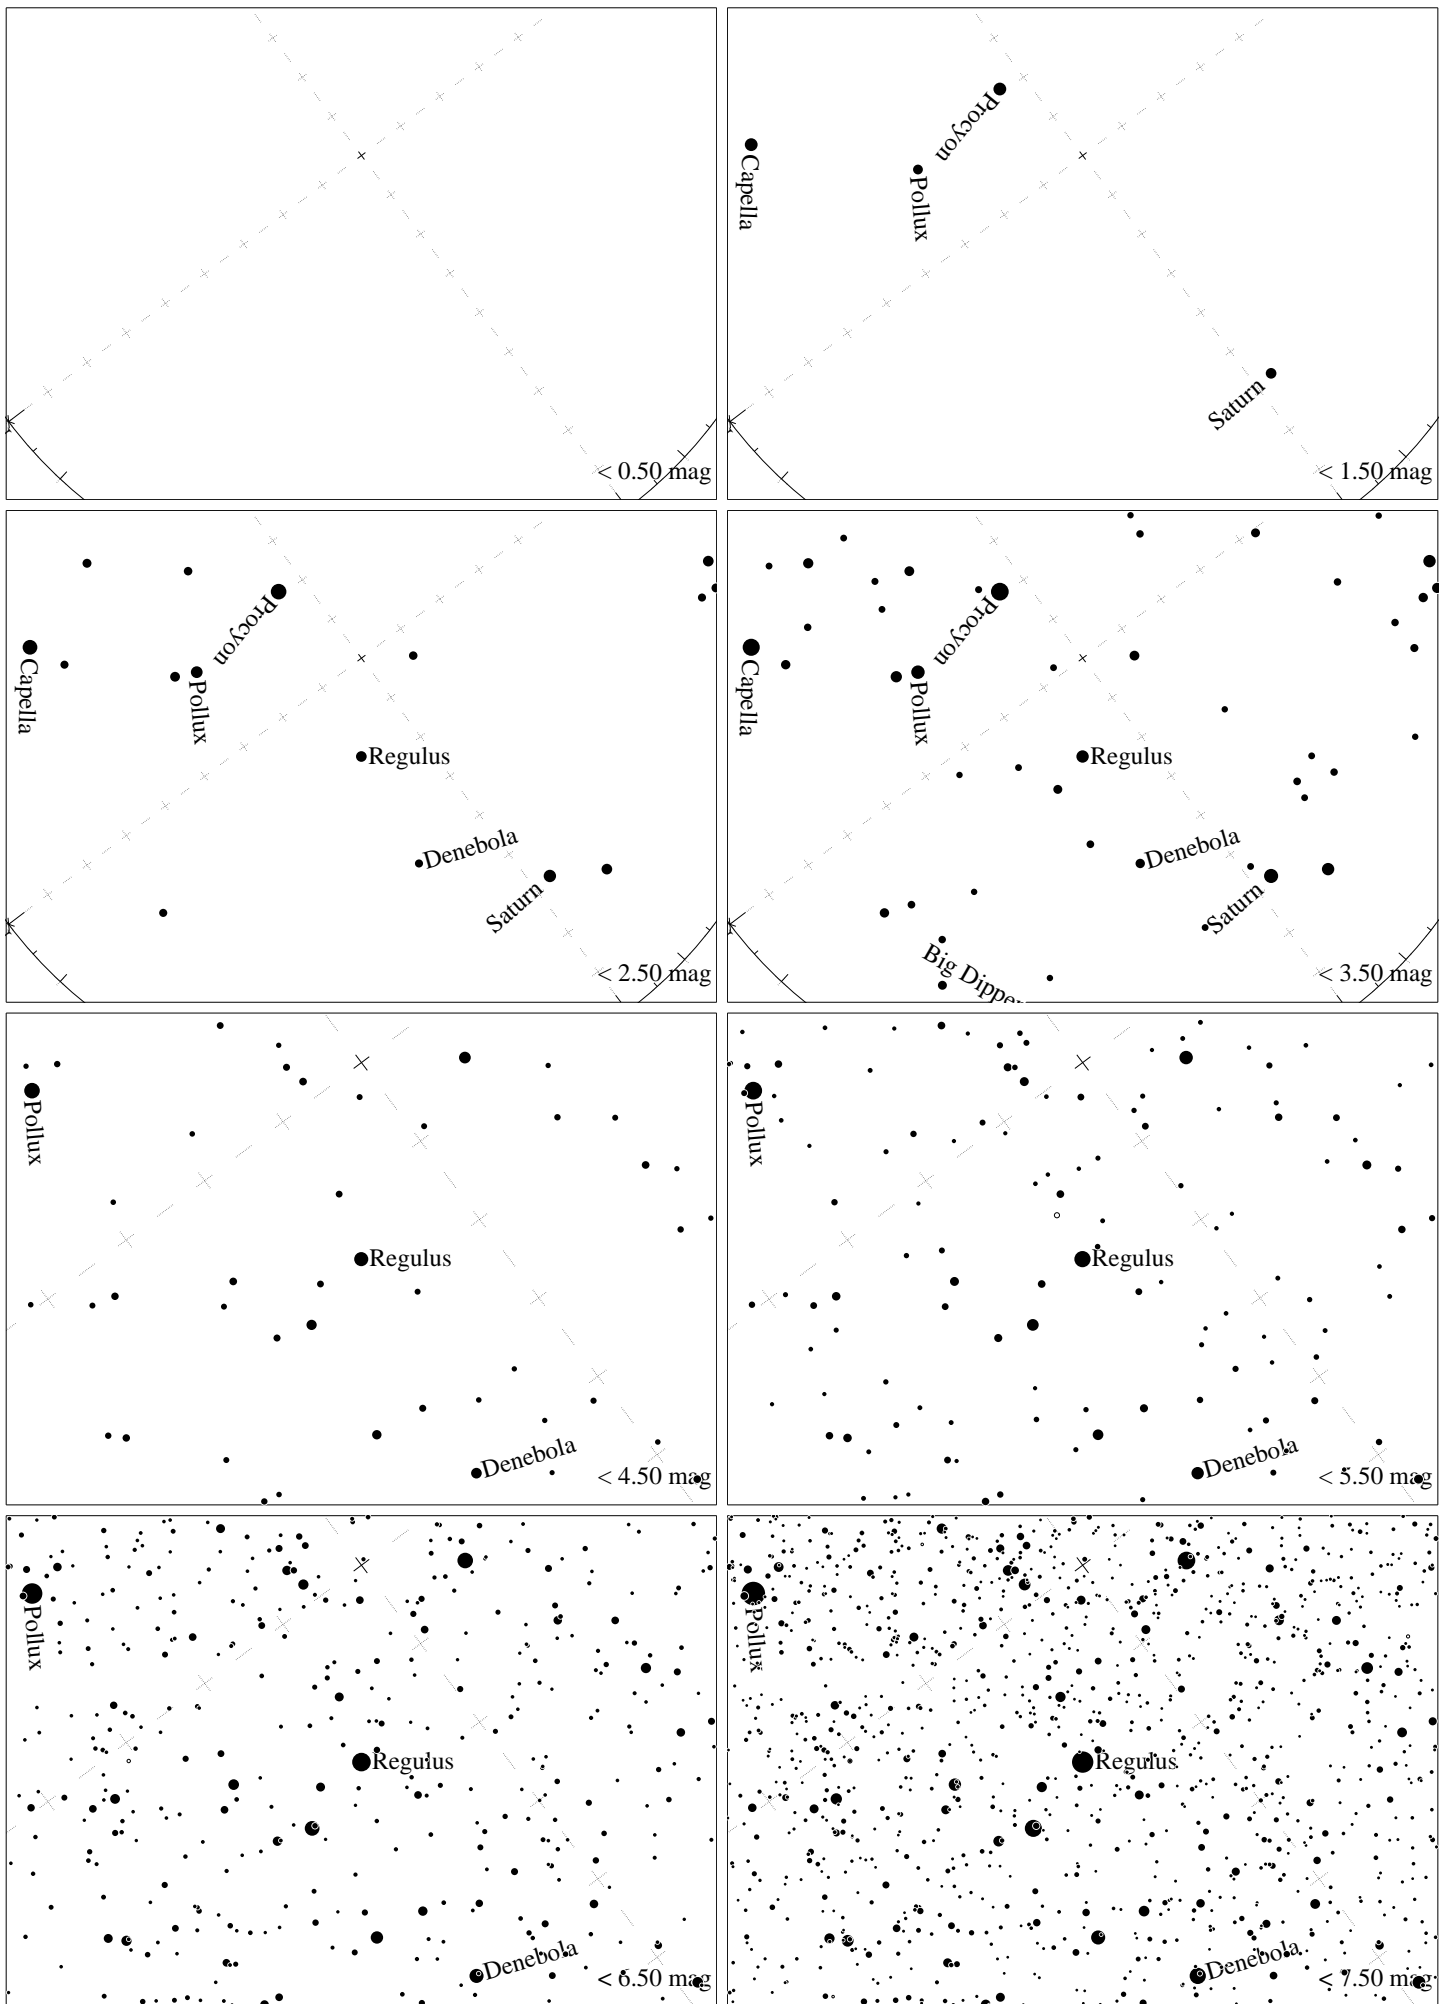 < 0.50 mag
Procyon
Capella
Pollux
Saturn
< 1.50 mag
Procyon
Capella
Pollux
Regulus
Denebola
Saturn
< 2.50 mag
Procyon
Capella
Pollux
Regulus
Denebola
Saturn
Big Dipper
< 3.50 mag
Pollux
Regulus
Denebola
< 4.50 mag
Pollux
Regulus
Denebola
< 5.50 mag
Pollux
Regulus
Denebola
< 6.50 mag
Pollux
Regulus
Denebola
< 7.50 mag